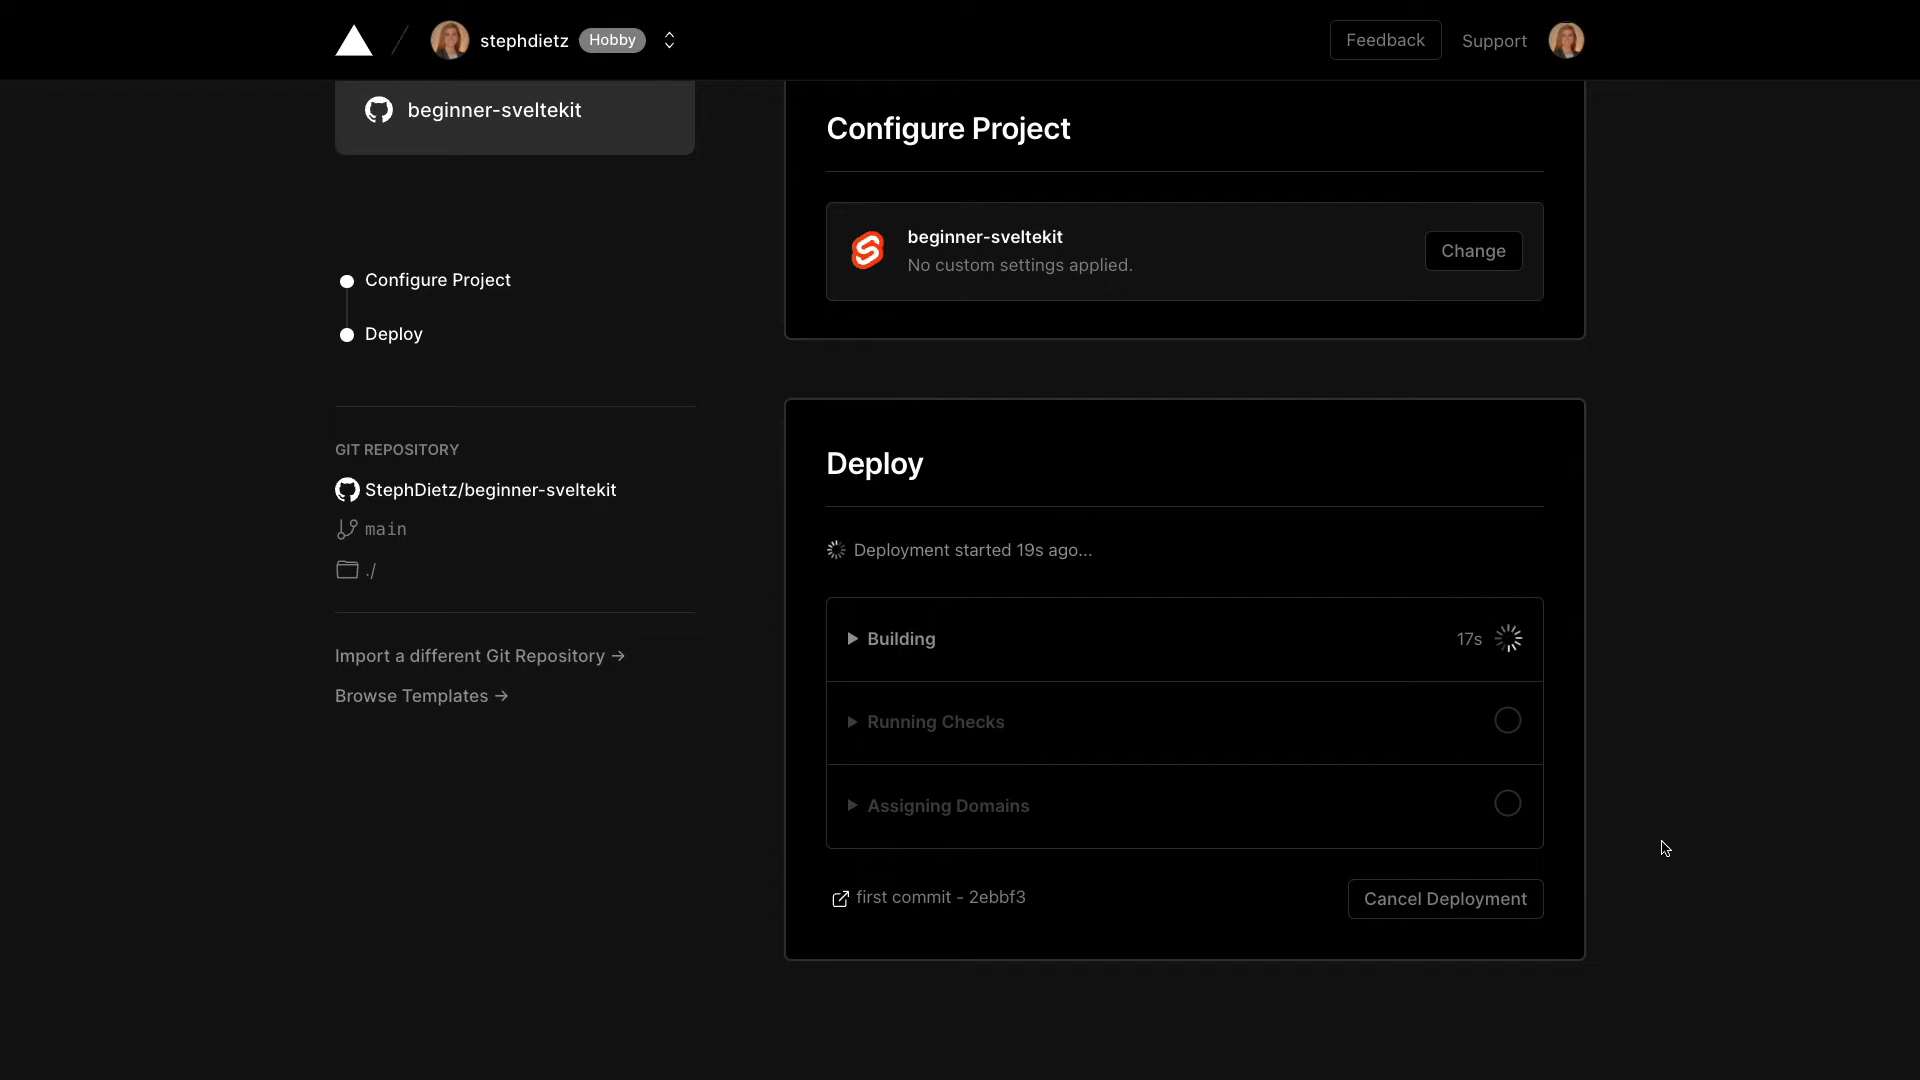 stephdietz Hobby
Feedback
Support
beginner-sveltekit
Configure Project
Deploy
GIT REPOSITORY
StephDietz/beginner-sveltekit
main
./
Import a different Git Repository →
Browse Templates →
Configure Project
beginner-sveltekit
No custom settings applied.
Change
Deploy
Deployment started 19s ago...
Building 17s
Running Checks
Assigning Domains
first commit - 2ebbf3
Cancel Deployment